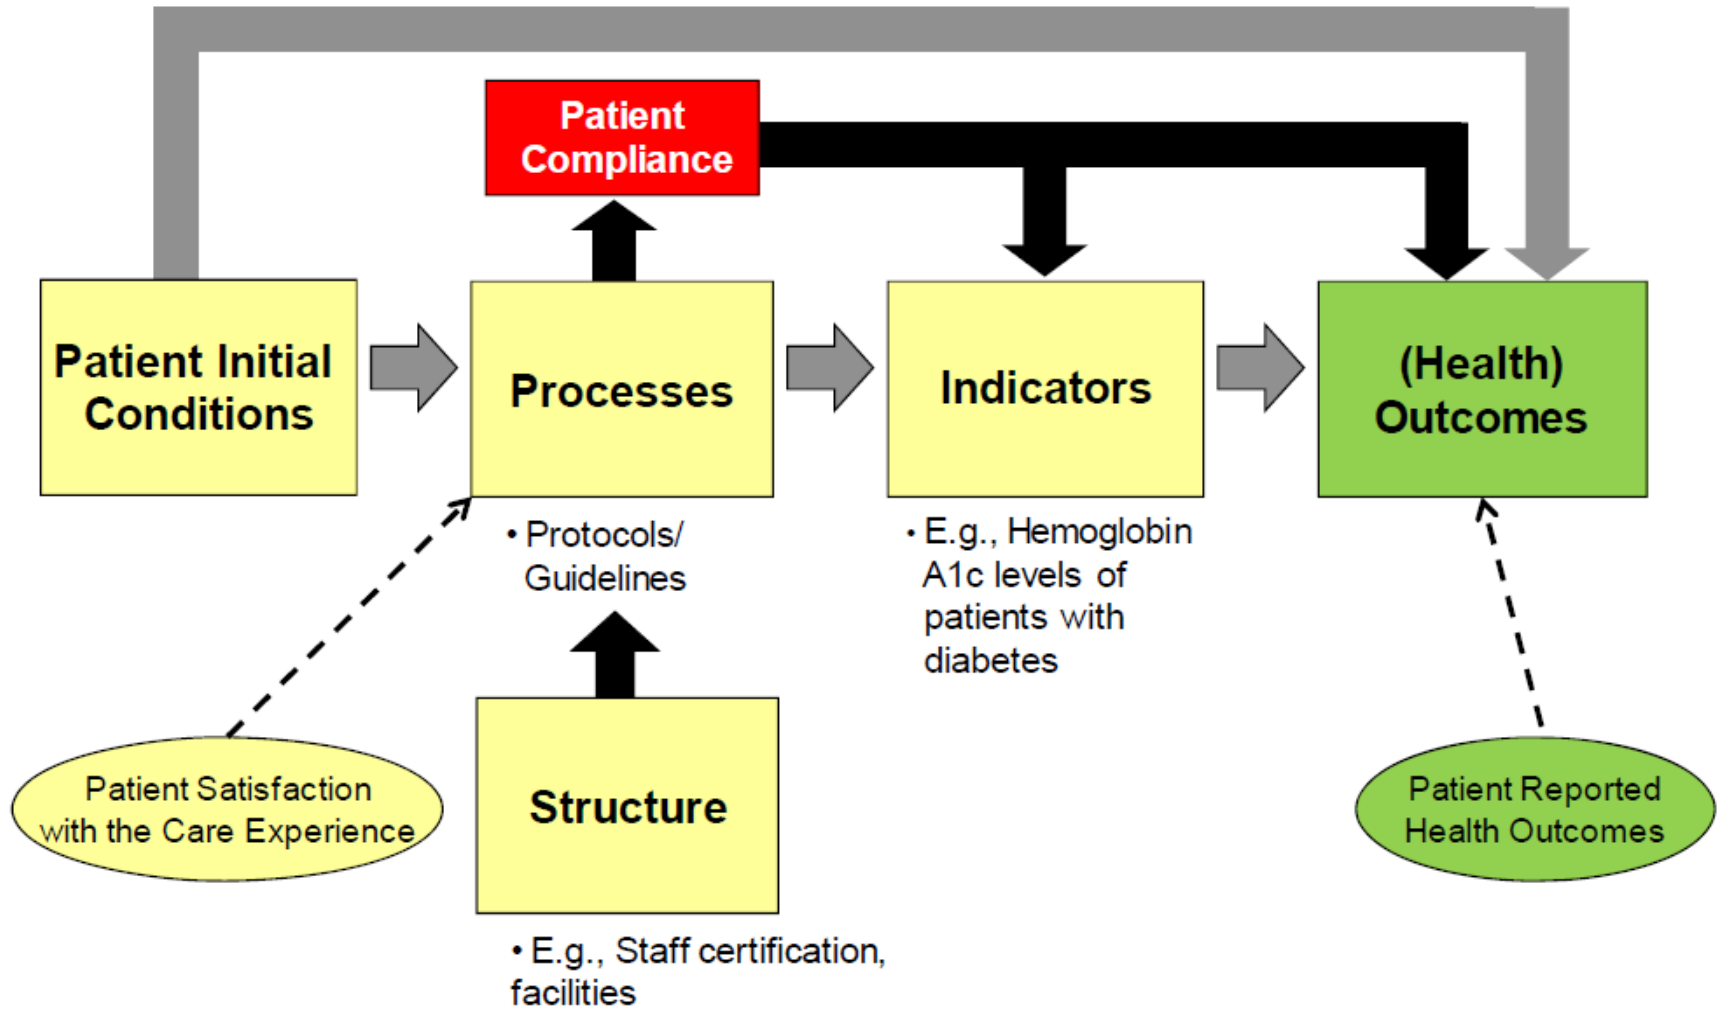 Patient
Compliance
Patient Initial
Conditions
Processes
Indicators
(Health)
Outcomes
• Protocols/
Guidelines
• E.g., Hemoglobin
A1c levels of
patients with
diabetes
Patient Satisfaction
with the Care Experience
Structure
Patient Reported
Health Outcomes
• E.g., Staff certification,
facilities